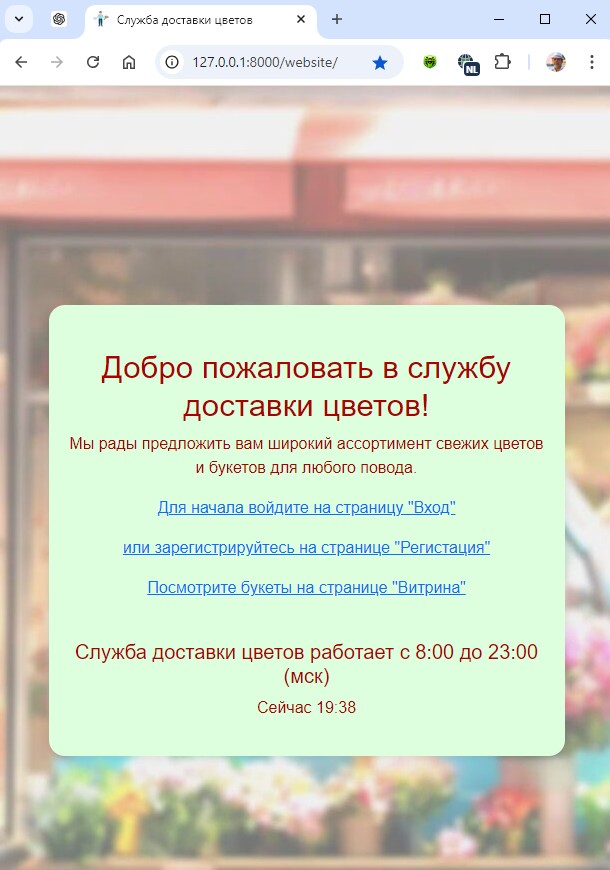 Служба доставки цветов
127.0.0.1:8000/website/
NL
Добро пожаловать в службу
доставки цветов!
Мы рады предложить вам широкий ассортимент свежих цветов
и букетов для любого повода.
Для начала войдите на страницу "Вход"
или зарегистрируйтесь на странице "Регистация"
Посмотрите букеты на странице "Витрина"
Служба доставки цветов работает с 8:00 до 23:00
(мск)
Сейчас 19:38